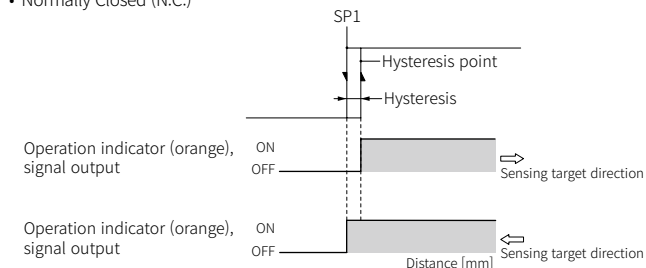 • Normally Closed (N.C.)
SP1
Hysteresis point
Hysteresis
Operation indicator (orange),
signal output
ON
OFF
Sensing target direction
Operation indicator (orange),
signal output
ON
OFF
Sensing target direction
Distance [mm]